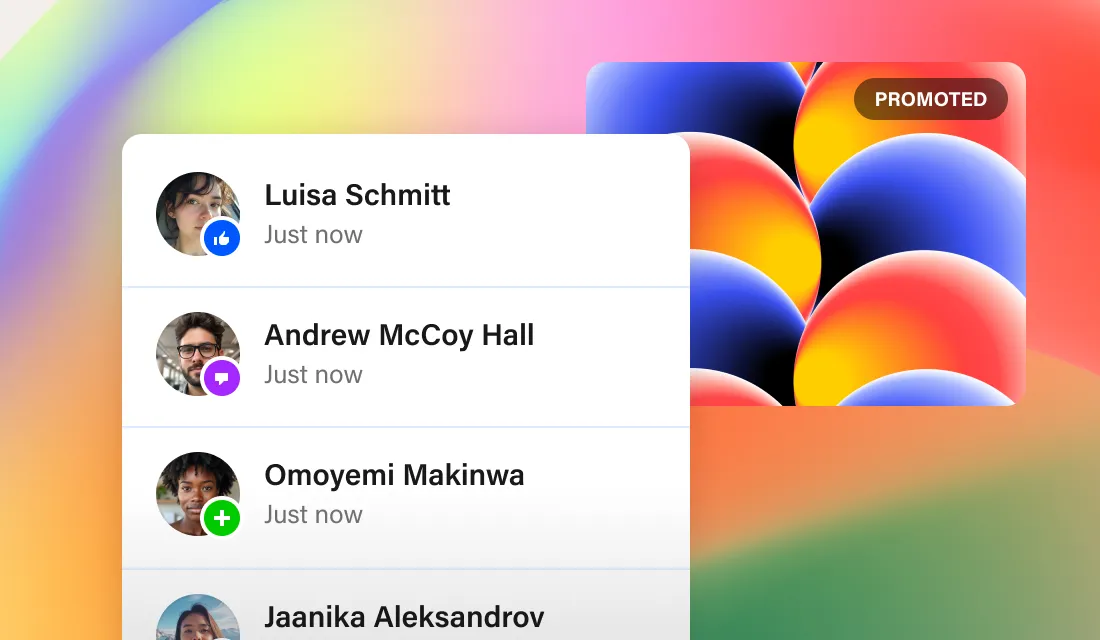 PROMOTED
Luisa Schmitt
Just now
Andrew McCoy Hall
Just now
Omoyemi Makinwa
Just now
Jaanika Aleksandrov